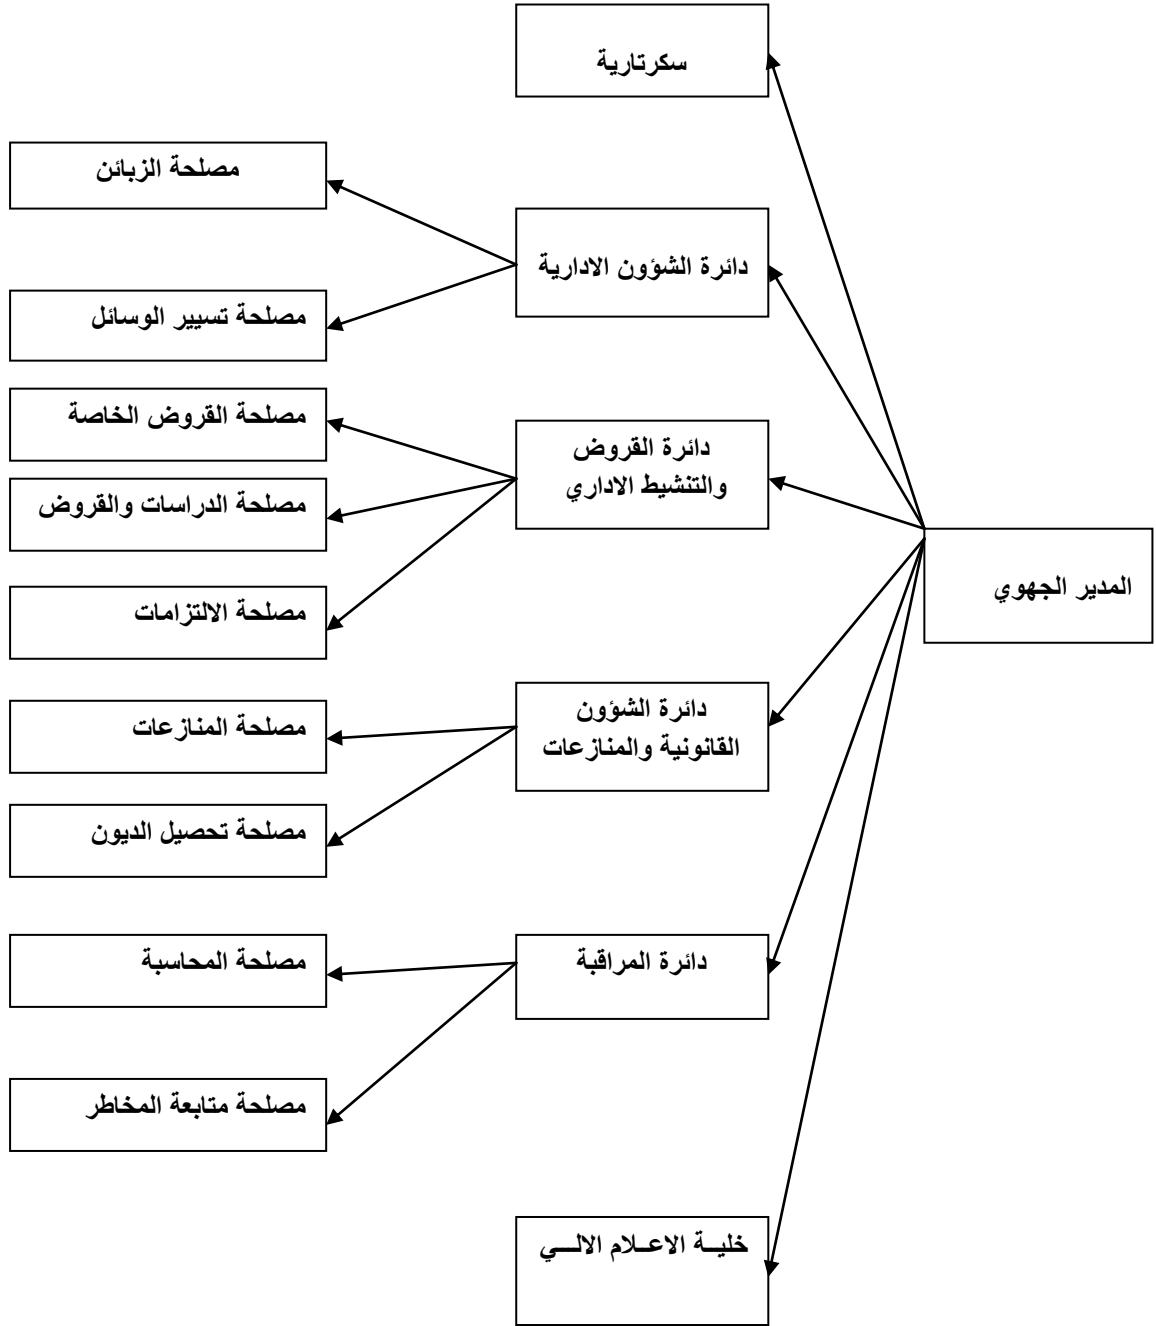 سكرتارية
مصلحة الزبائن
دائرة الشؤون الادارية
مصلحة تسيير الوسائل
مصلحة القروض الخاصة
دائرة القروض
والتنشيط الاداري
مصلحة الدراسات والقروض
المدير الجهوي
مصلحة الالتزامات
دائرة الشؤون
القانونية والمنازعات
مصلحة المنازعات
مصلحة تحصيل الديون
دائرة المراقبة
مصلحة المحاسبة
مصلحة متابعة المخاطر
خليــة الاعــلام الالـــي